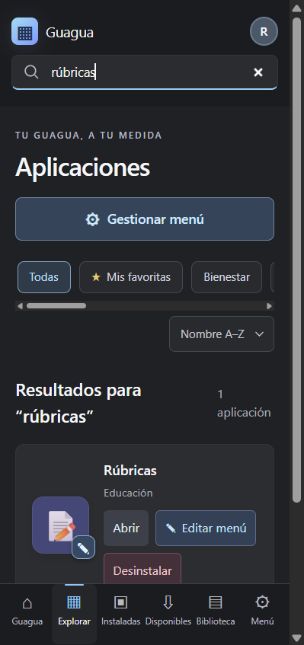 Guagua
R
rúbricas
TU GUAGUA, A TU MEDIDA
Aplicaciones
Gestionar menú
Todas
Mis favoritas
Bienestar
Nombre A–Z
Resultados para
“rúbricas”
1
aplicación
Rúbricas
Educación
Abrir
Editar menú
Desinstalar
Guagua
Explorar
Instaladas
Disponibles
Biblioteca
Menú